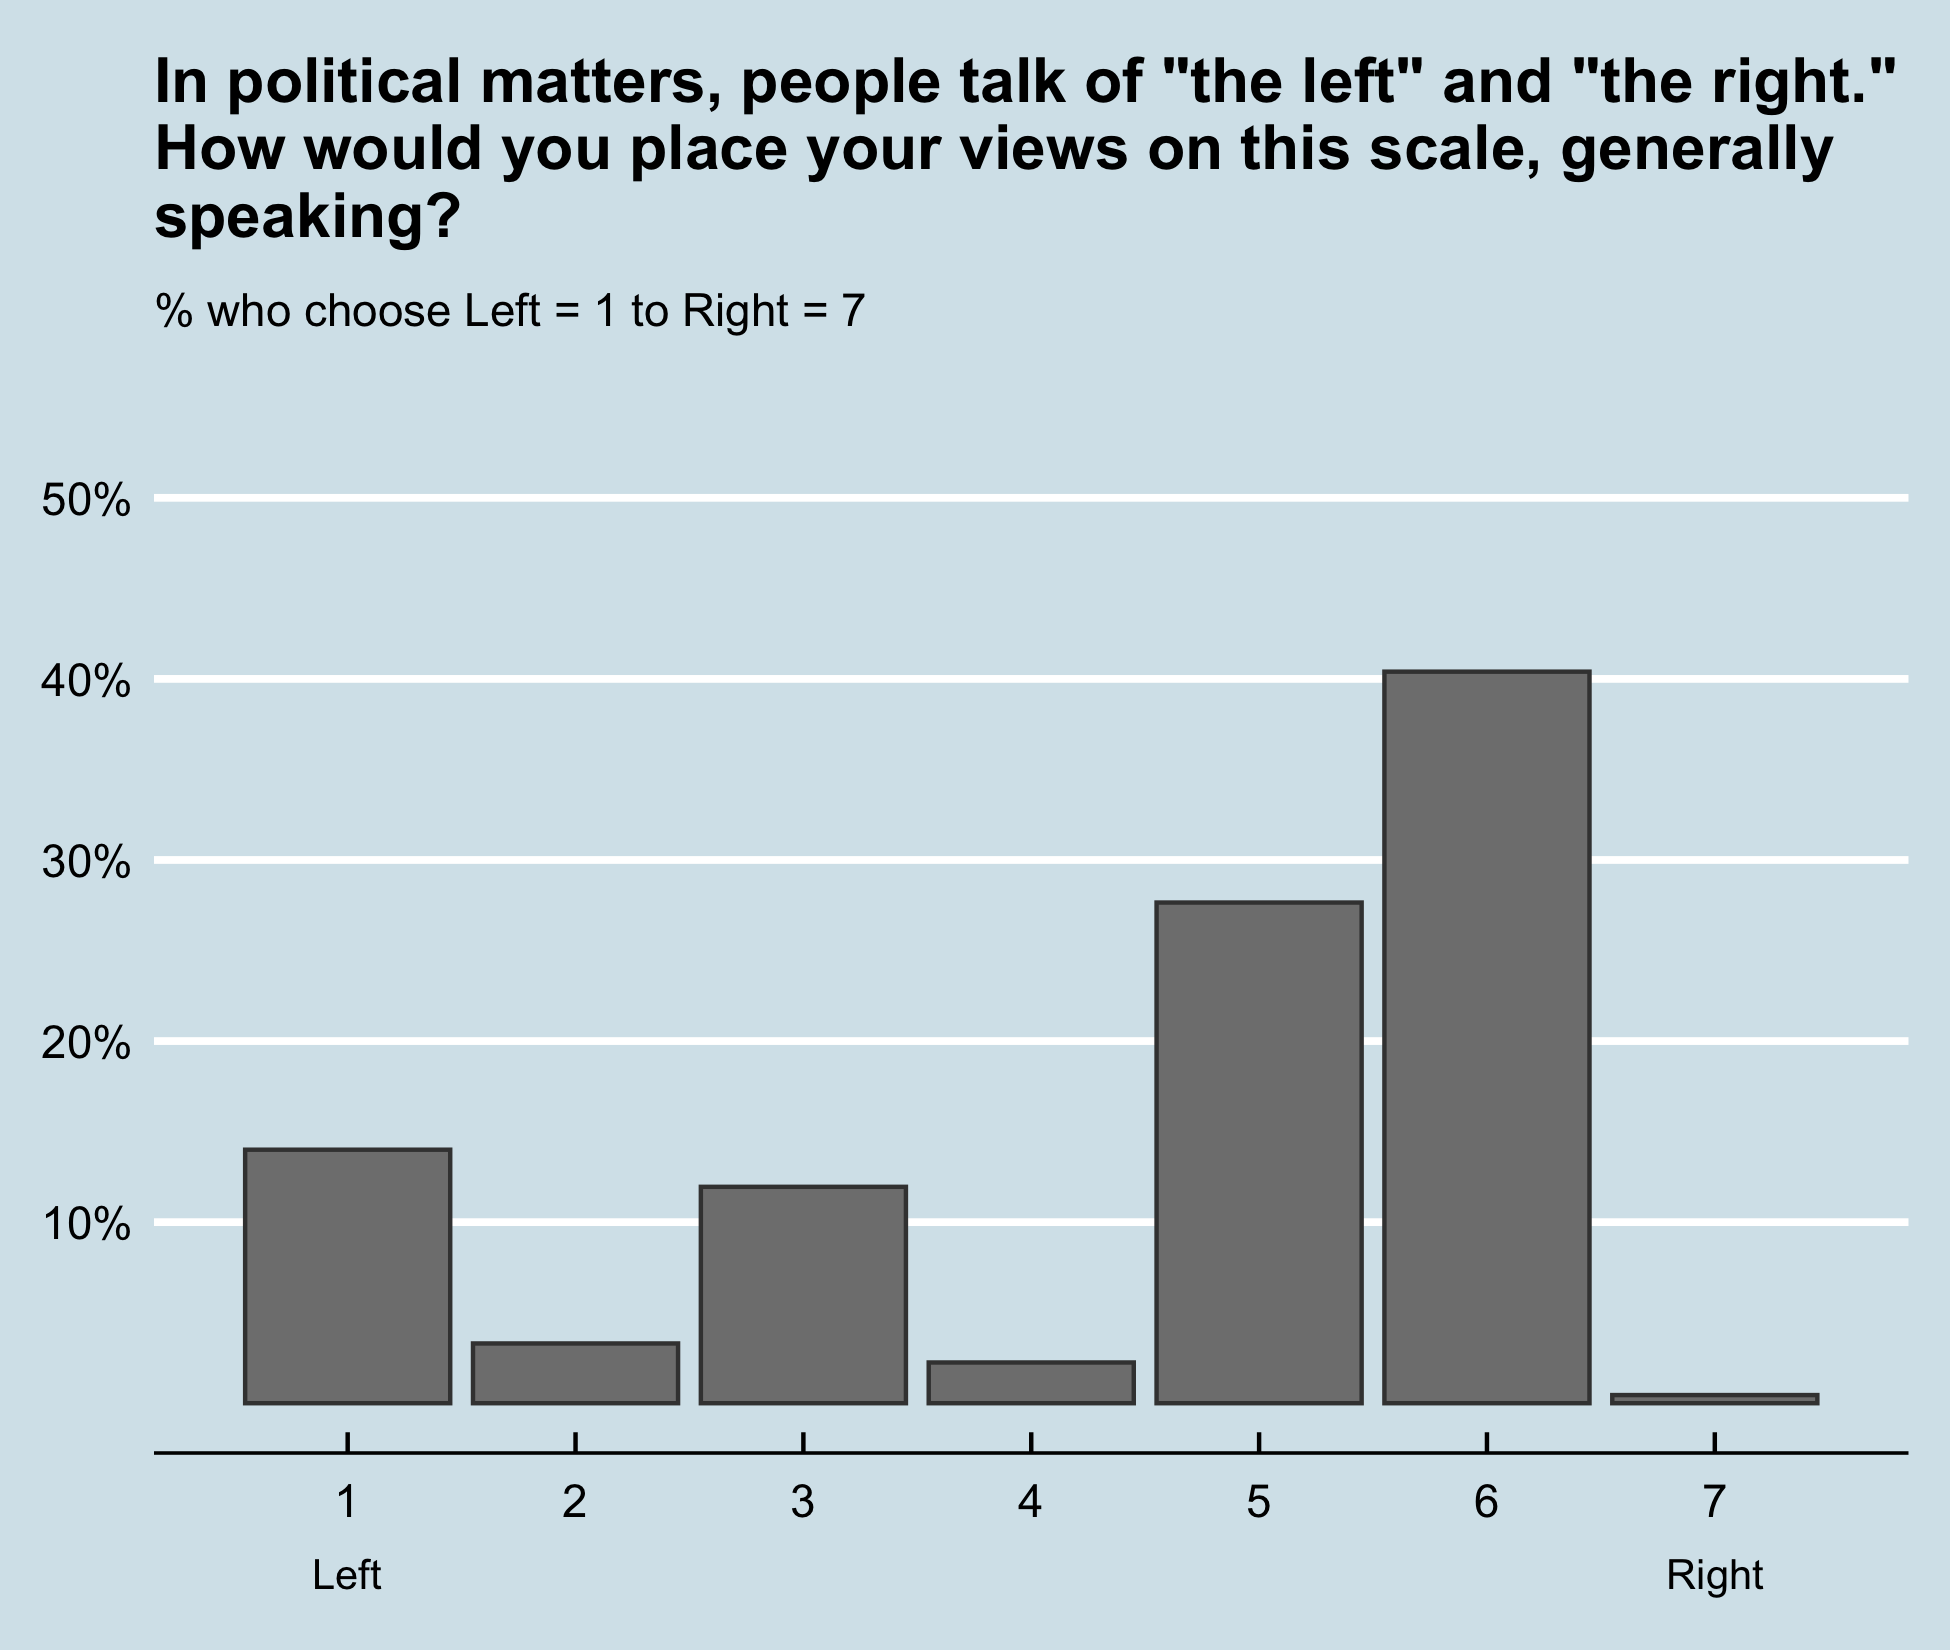 In political matters, people talk of "the left" and "the right."
How would you place your views on this scale, generally
speaking?
% who choose Left = 1 to Right = 7
50%
40%
30%
20%
10%
1 2 3 4 5 6 7
Left Right